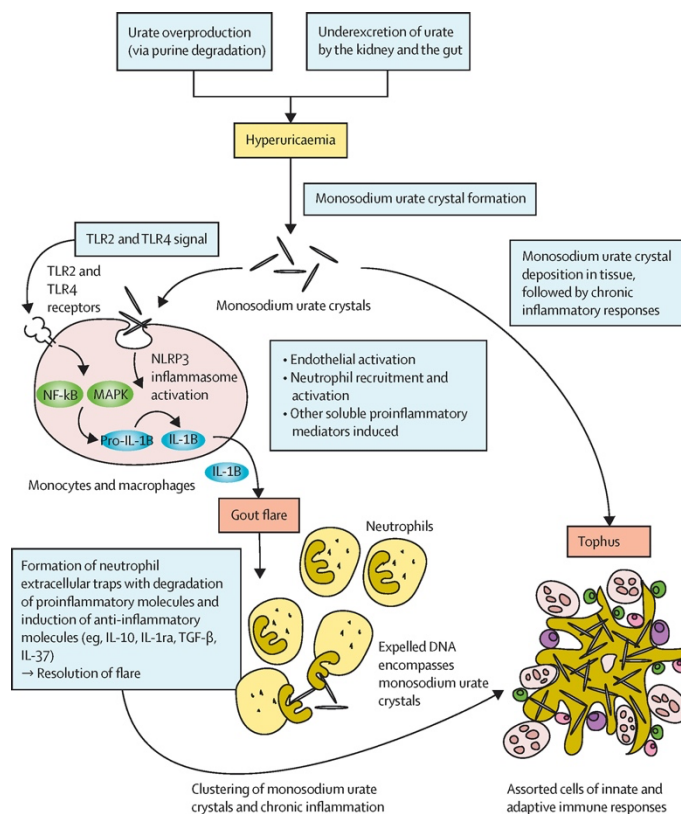 Urate overproduction
(via purine degradation)
Underexcretion of urate
by the kidney and the gut
Hyperuricaemia
Monosodium urate crystal formation
TLR2 and TLR4 signal
TLR2 and
TLR4
receptors
Monosodium urate crystals
Monosodium urate crystal
deposition in tissue,
followed by chronic
inflammatory responses
NLRP3
inflammasome
activation
NF-kB
MAPK
Pro-IL-1B
IL-1B
• Endothelial activation
• Neutrophil recruitment and
activation
• Other soluble proinflammatory
mediators induced
IL-1B
Monocytes and macrophages
Gout flare
Neutrophils
Tophus
Formation of neutrophil
extracellular traps with degradation
of proinflammatory molecules and
induction of anti-inflammatory
molecules (eg, IL-10, IL-1ra, TGF-β,
IL-37)
→ Resolution of flare
Expelled DNA
encompasses
monosodium urate
crystals
Clustering of monosodium urate
crystals and chronic inflammation
Assorted cells of innate and
adaptive immune responses